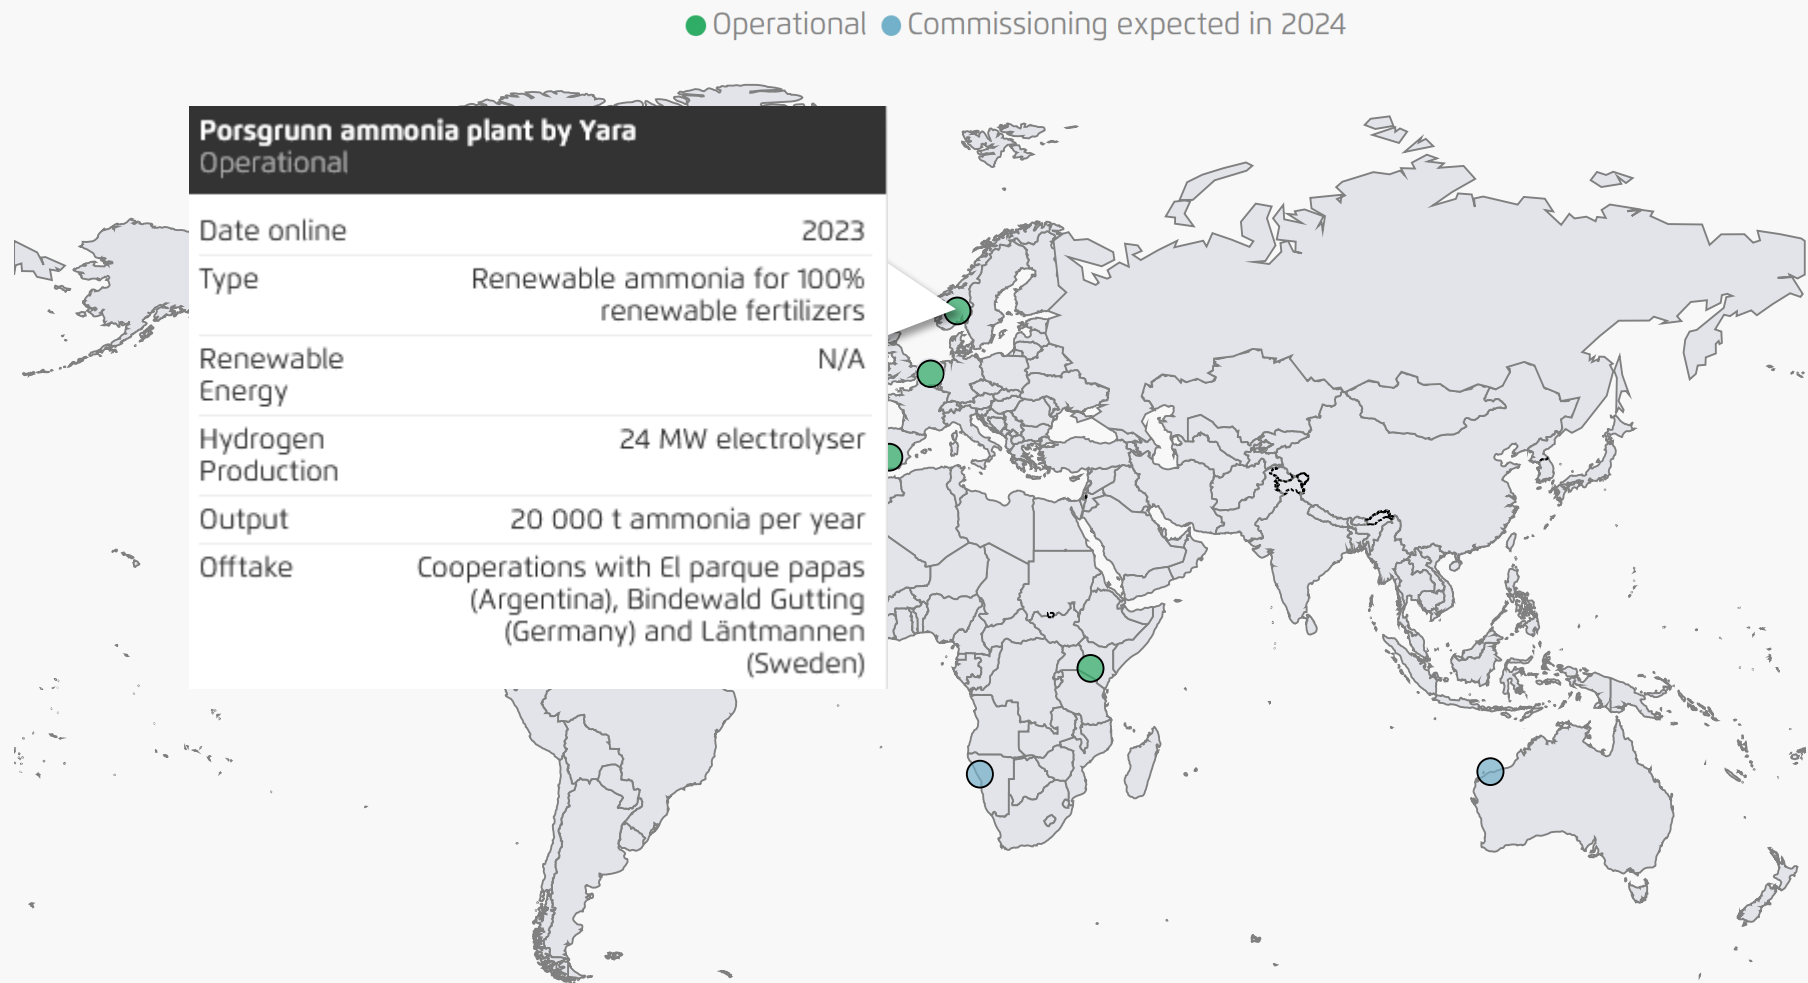 Operational Commissioning expected in 2024
Porsgrunn ammonia plant by Yara
Operational
Date online 2023
Type Renewable ammonia for 100%
renewable fertilizers
Renewable N/A
Energy
Hydrogen 24 MW electrolyser
Production
Output 20 000 t ammonia per year
Offtake Cooperations with El parque papas
(Argentina), Bindewald Gutting
(Germany) and Läntmannen
(Sweden)